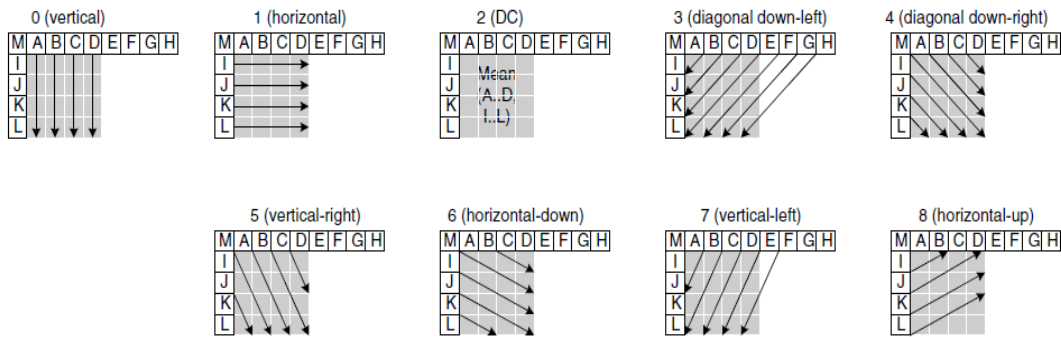 0 (vertical)
M A B C D E F G H
I
J
K
L
1 (horizontal)
M A B C D E F G H
I
J
K
L
2 (DC)
M A B C D E F G H
I
J
K
L
Mean
(A..D,
I..L)
3 (diagonal down-left)
M A B C D E F G H
I
J
K
L
4 (diagonal down-right)
M A B C D E F G H
I
J
K
L
5 (vertical-right)
M A B C D E F G H
I
J
K
L
6 (horizontal-down)
M A B C D E F G H
I
J
K
L
7 (vertical-left)
M A B C D E F G H
I
J
K
L
8 (horizontal-up)
M A B C D E F G H
I
J
K
L